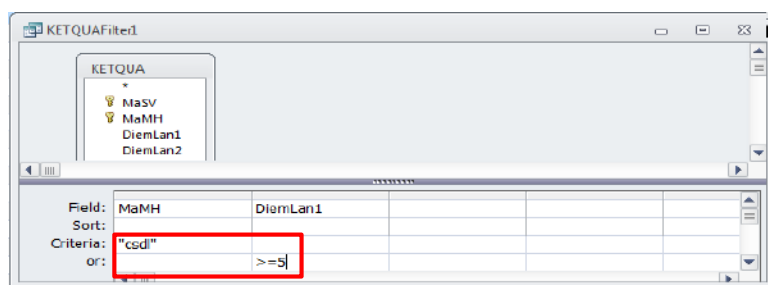 KETQUAFilter1
KETQUA
*
MaSV
MaMH
DiemLan1
DiemLan2
Field: MaMH DiemLan1
Sort:
Criteria: "csdl"
or: >=5